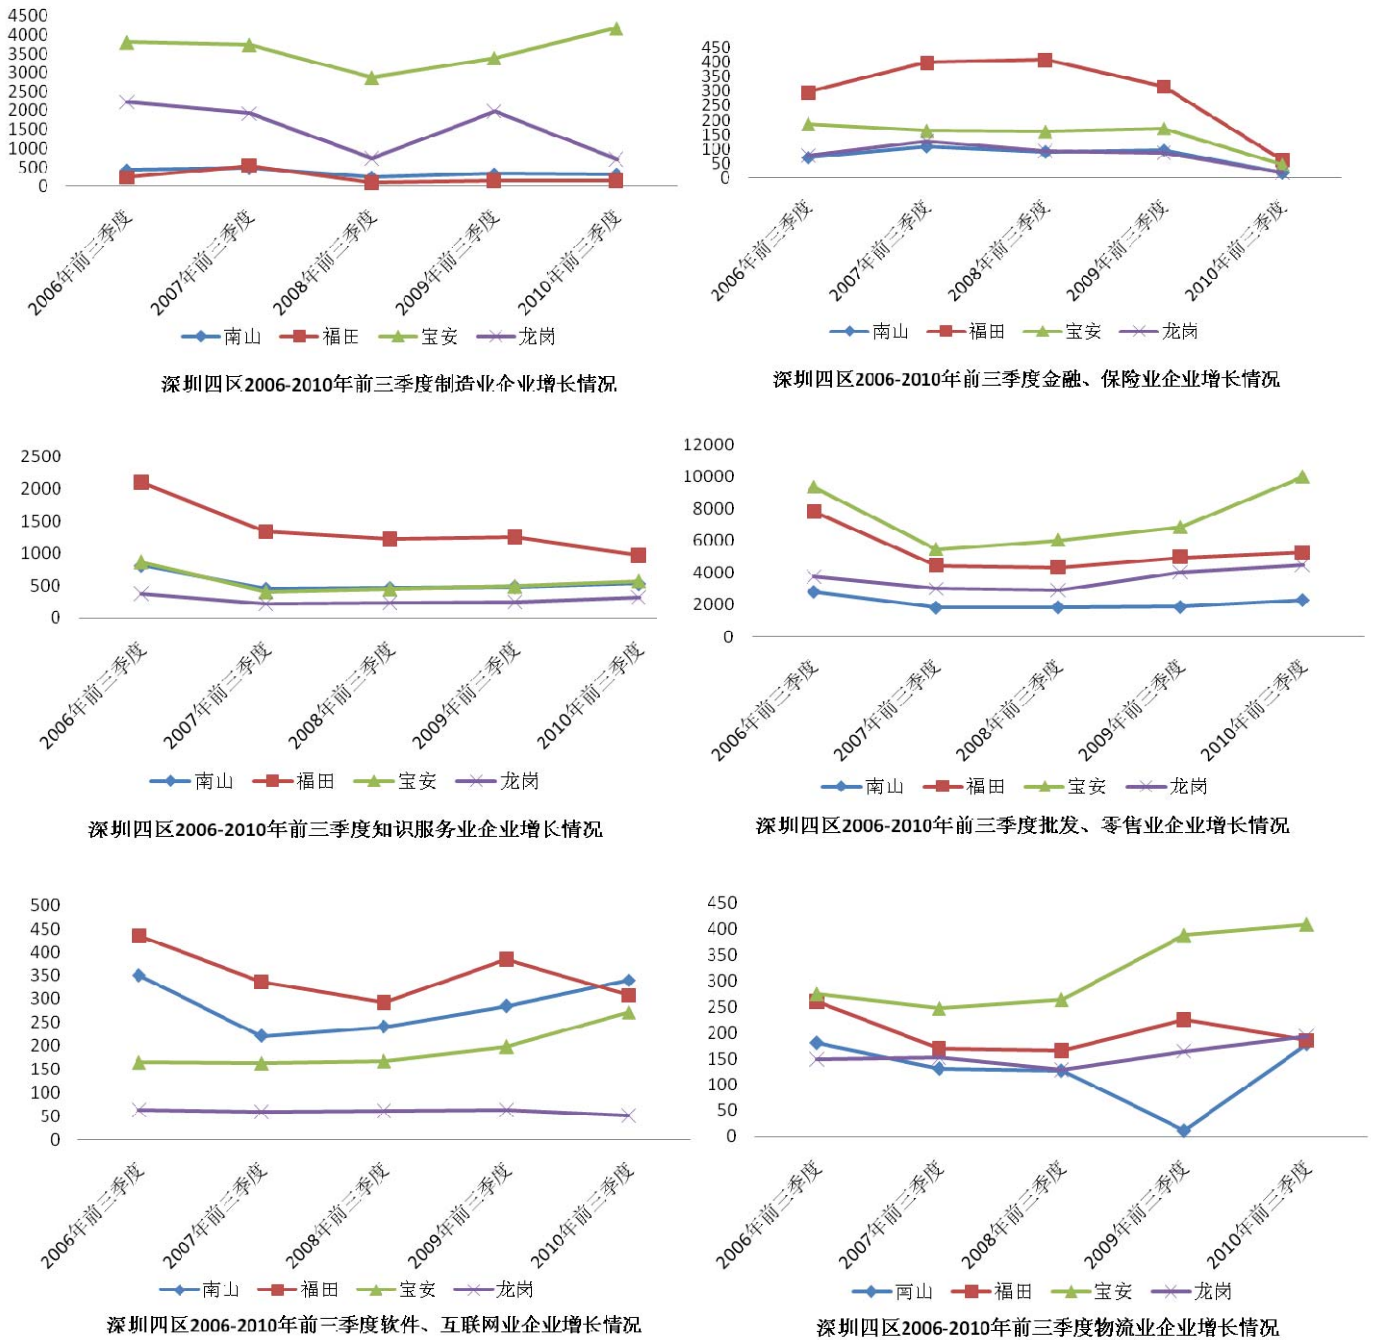 4500
4000
3500
3000
2500
2000
1500
1000
500
0
2006年前三季度
2007年前三季度
2008年前三季度
2009年前三季度
2010年前三季度
南山 福田 宝安 龙岗
深圳四区2006-2010年前三季度制造业企业增长情况
450
400
350
300
250
200
150
100
50
0
2006年前三季度
2007年前三季度
2008年前三季度
2009年前三季度
2010年前三季度
南山 福田 宝安 龙岗
深圳四区2006-2010年前三季度金融、保险业企业增长情况
2500
2000
1500
1000
500
0
2006年前三季度
2007年前三季度
2008年前三季度
2009年前三季度
2010年前三季度
南山 福田 宝安 龙岗
深圳四区2006-2010年前三季度知识服务业企业增长情况
12000
10000
8000
6000
4000
2000
0
2006年前三季度
2007年前三季度
2008年前三季度
2009年前三季度
2010年前三季度
南山 福田 宝安 龙岗
深圳四区2006-2010年前三季度批发、零售业企业增长情况
500
450
400
350
300
250
200
150
100
50
0
2006年前三季度
2007年前三季度
2008年前三季度
2009年前三季度
2010年前三季度
南山 福田 宝安 龙岗
深圳四区2006-2010年前三季度软件、互联网业企业增长情况
450
400
350
300
250
200
150
100
50
0
2006年前三季度
2007年前三季度
2008年前三季度
2009年前三季度
2010年前三季度
南山 福田 宝安 龙岗
深圳四区2006-2010年前三季度物流业企业增长情况